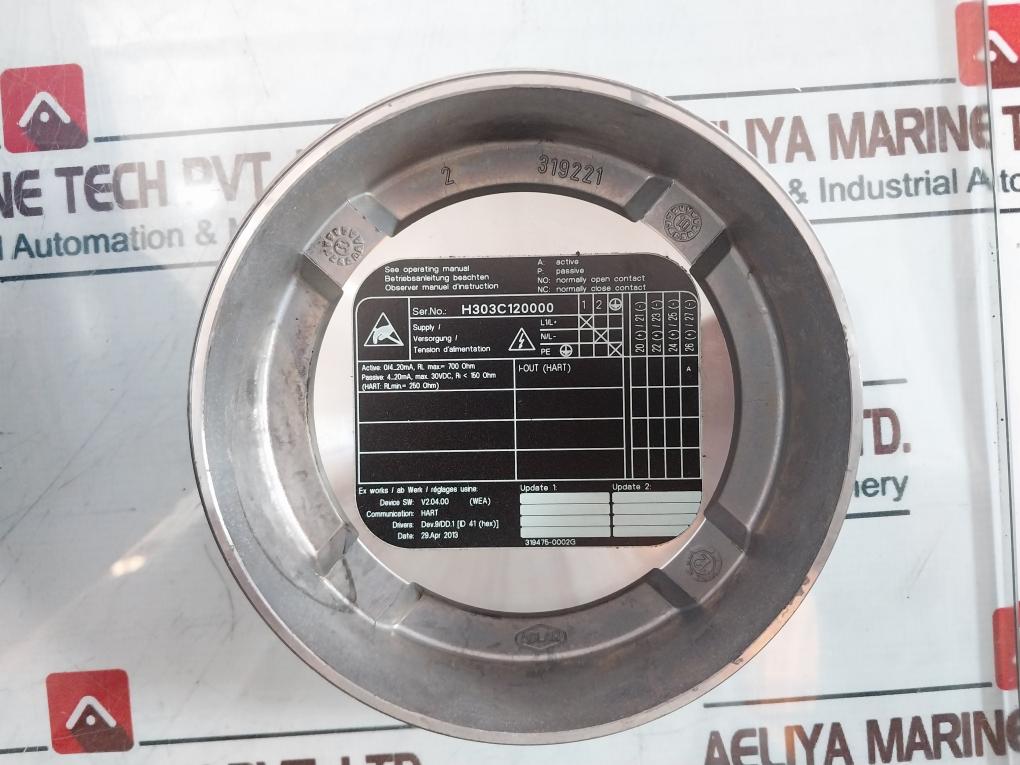 AELIYA MARINE T
& Industrial Auto
NE TECH PVT
Automation &
2
319221
See operating manual
Betriebsanleitung beachten
Observer manuel d'instruction
A: active
P: passive
NO: normally open contact
NC: normally close contact
Ser.No.: H303C120000
1 2
Supply /
Versorgung /
Tension d'alimentation
L1/L+
N/L-
PE
20 (+) / 21 (-)
22 (+) / 23 (-)
24 (+) / 25 (-)
26 (+) / 27 (-)
Active: 0/4..20mA, RL max.= 700 Ohm
Passive: 4..20mA, max. 30VDC, Ri < 150 Ohm
(HART: RLmin.= 250 Ohm)
I-OUT (HART)
A
Ex works / ab Werk / réglages usine:
Device SW: V2.04.00 (WEA)
Communication: HART
Drivers: Dev.9/DD.1 [ID 41 (hex)]
Date: 29.Apr 2013
Update 1:
Update 2:
319475-0002G
TD.
nery
PVT LTD
AELIYA MARINE